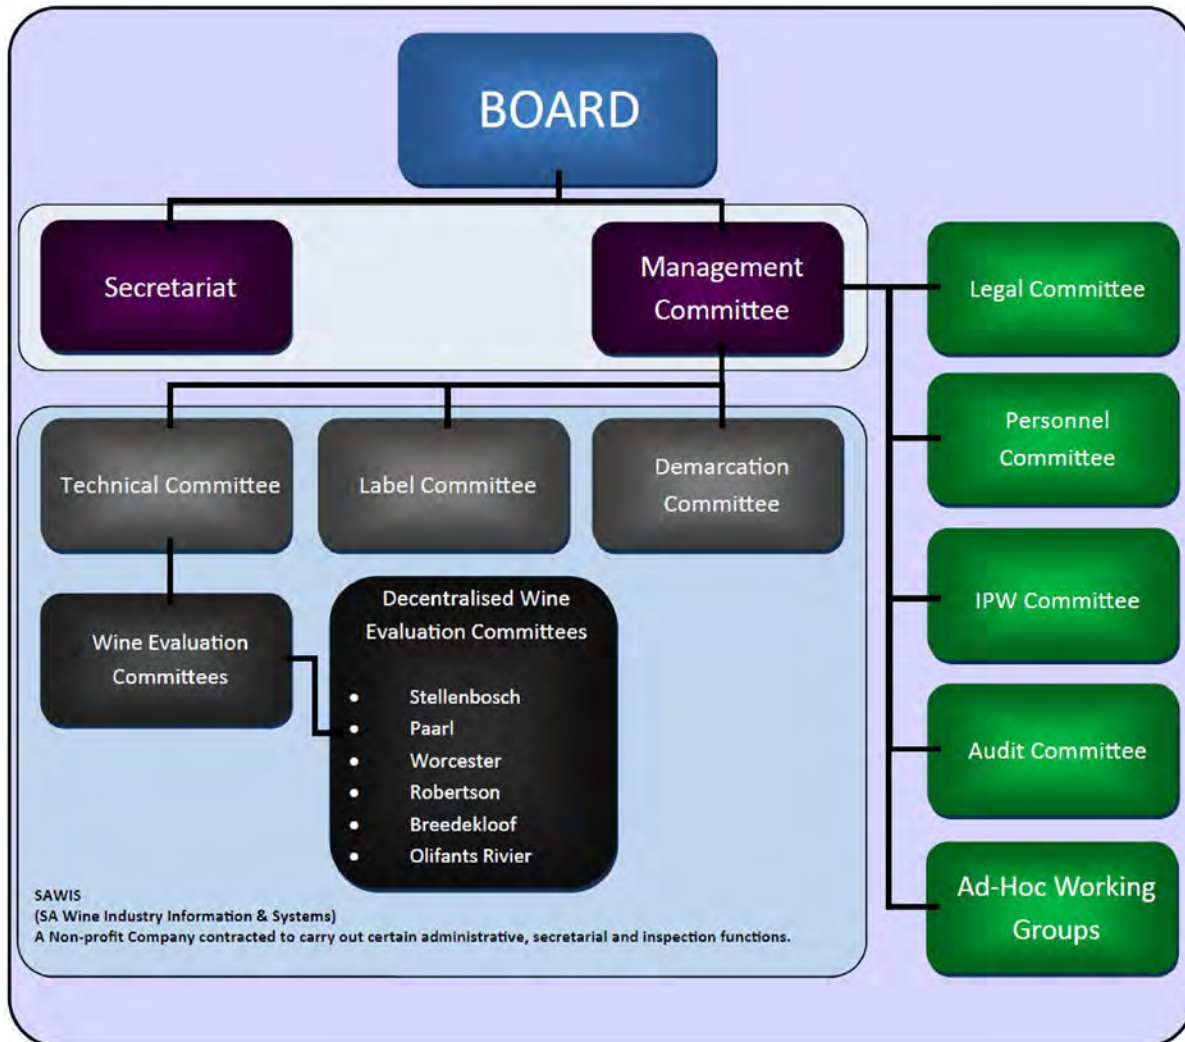 BOARD
Secretariat
Management
Committee
Legal Committee
Personnel
Committee
IPW Committee
Audit Committee
Ad-Hoc Working
Groups
Technical Committee
Label Committee
Demarcation
Committee
Wine Evaluation
Committees
Decentralised Wine
Evaluation Committees
• Stellenbosch
• Paarl
• Worcester
• Robertson
• Breedekloof
• Olifants Rivier
SAWIS
(SA Wine Industry Information & Systems)
A Non-profit Company contracted to carry out certain administrative, secretarial and inspection functions.